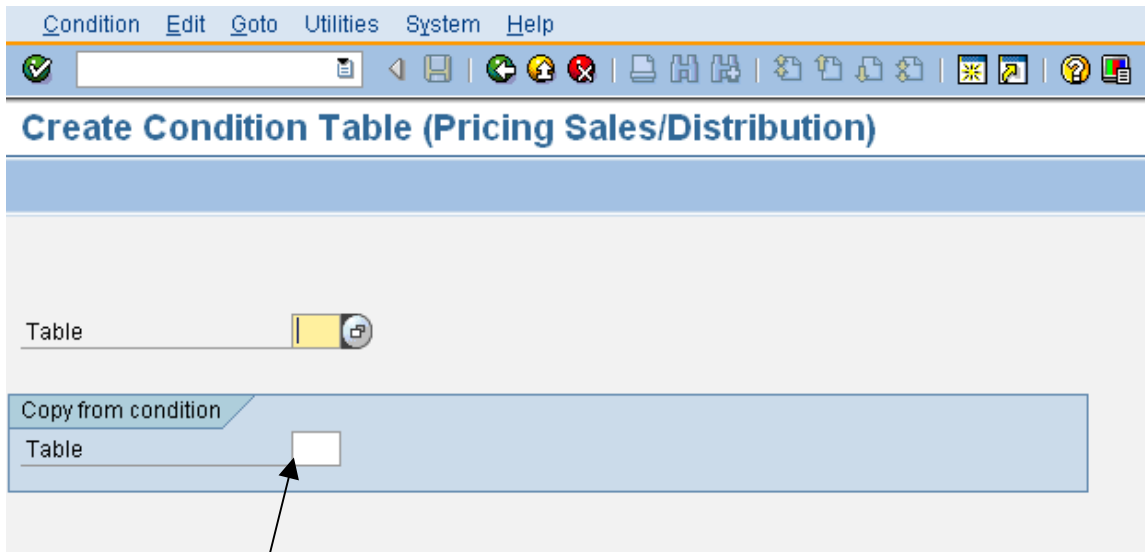 Condition Edit Goto Utilities System Help
Create Condition Table (Pricing Sales/Distribution)
Table
Copy from condition
Table